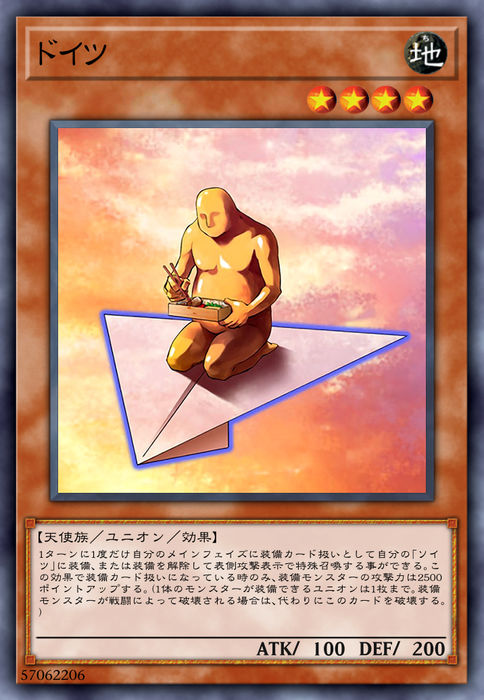 ドイツ
ち
地
【天使族／ユニオン／効果】
1ターンに1度だけ自分のメインフェイズに装備カード扱いとして自分の「ソイ
ツ」に装備、または装備を解除して表側攻撃表示で特殊召喚する事ができる。こ
の効果で装備カード扱いになっている時のみ、装備モンスターの攻撃力は2500
ポイントアップする。(1体のモンスターが装備できるユニオンは1枚まで。装備
モンスターが戦闘によって破壊される場合は、代わりにこのカードを破壊する。
)
ATK/ 100 DEF/ 200
57062206